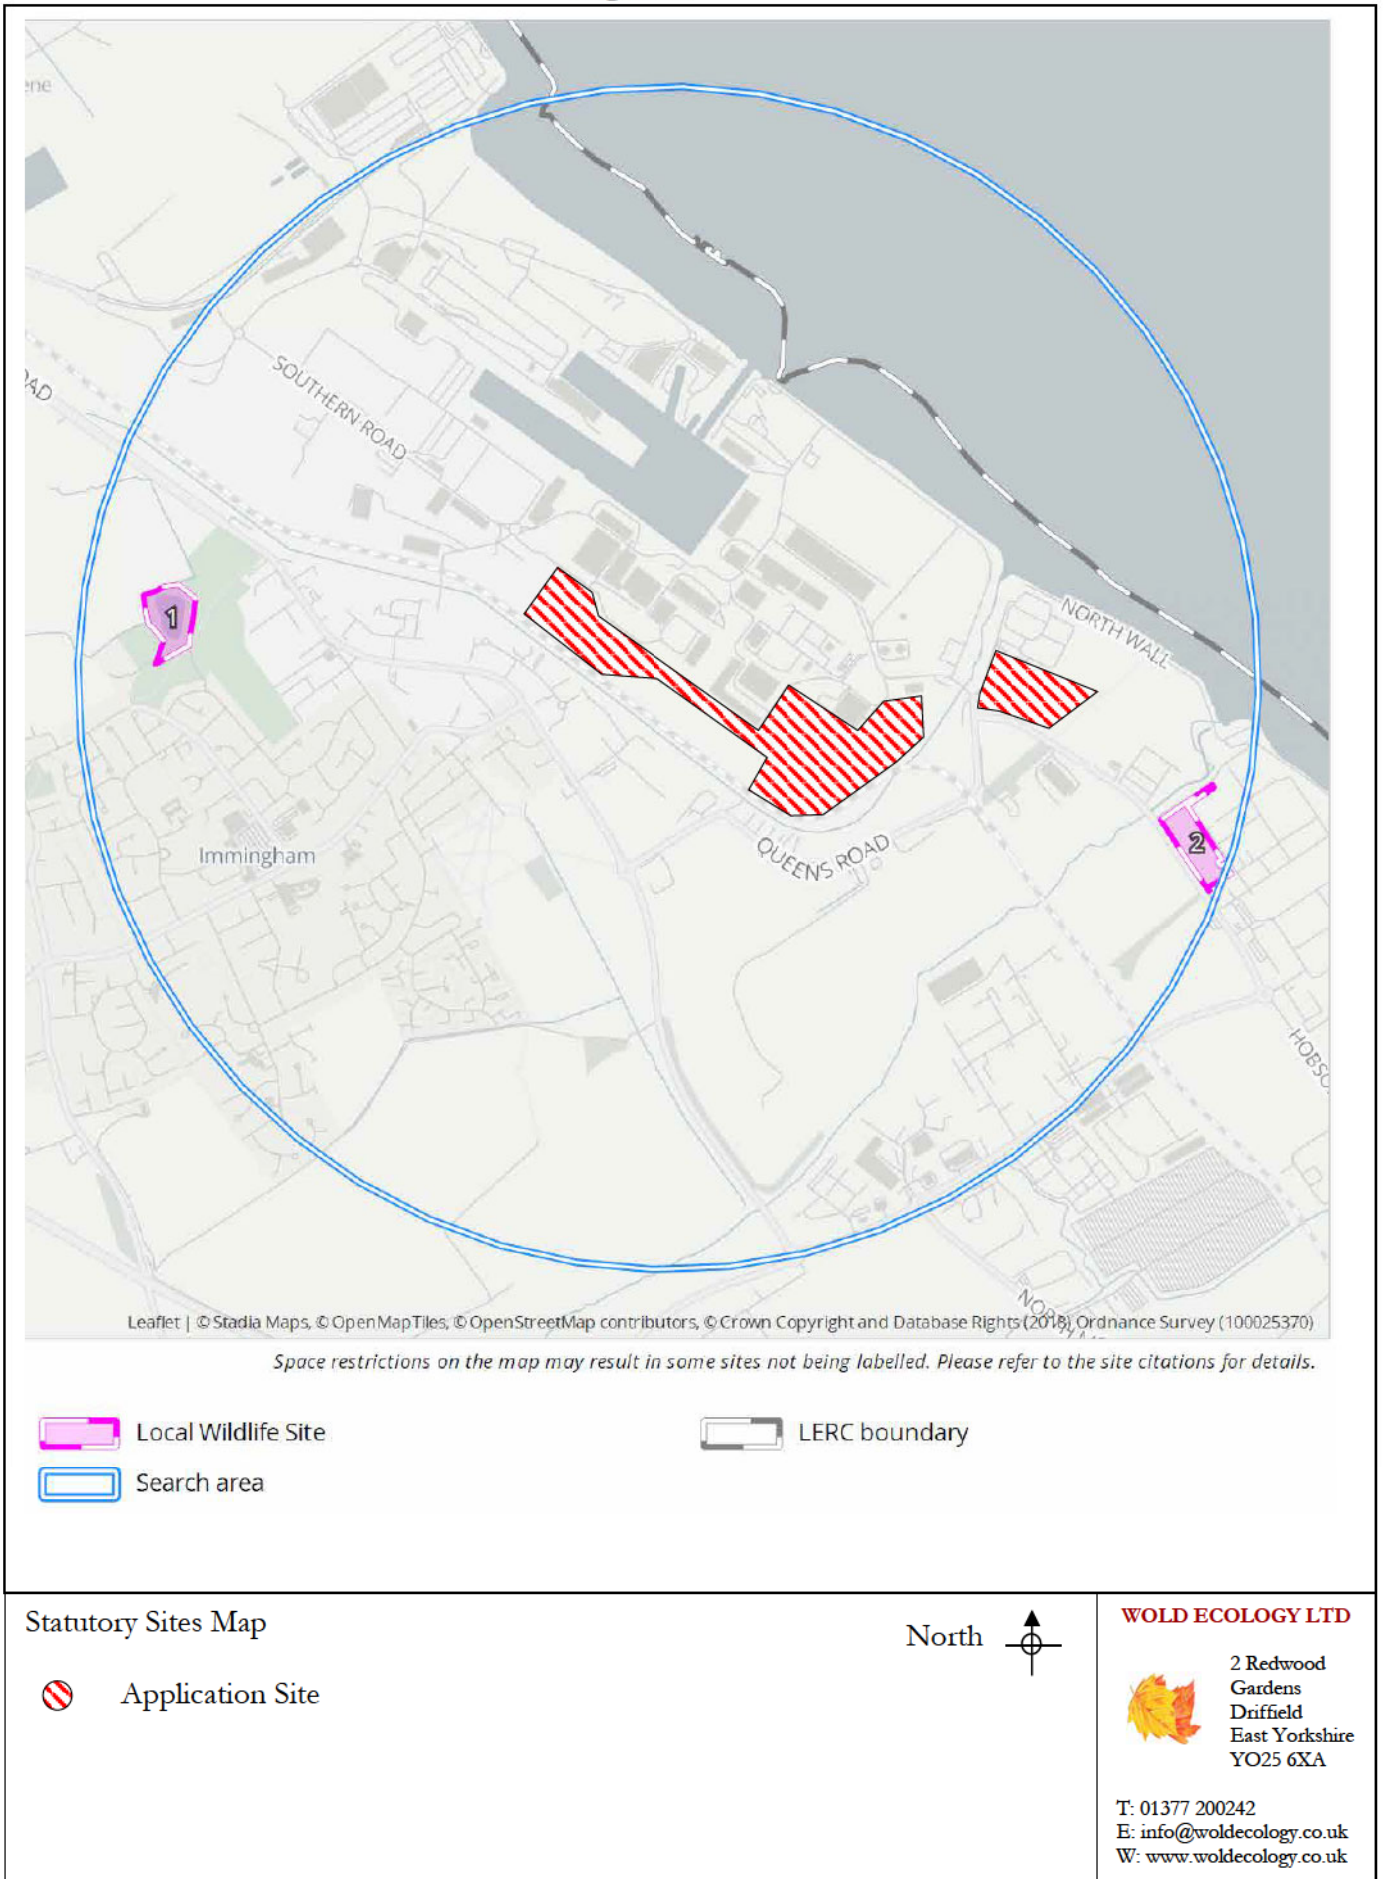 ene
SOUTHERN ROAD
OAD
1
NORTH WALL
2
Immingham
QUEENS ROAD
HOBSO
Leaflet | © Stadia Maps, © OpenMapTiles, © OpenStreetMap contributors, © Crown Copyright and Database Rights (2018) Ordnance Survey (100025370)
Space restrictions on the map may result in some sites not being labelled. Please refer to the site citations for details.
Local Wildlife Site
LERC boundary
Search area
Statutory Sites Map
North
Application Site
WOLD ECOLOGY LTD
2 Redwood
Gardens
Driffield
East Yorkshire
YO25 6XA
T: 01377 200242
E: info@woldecology.co.uk
W: www.woldecology.co.uk